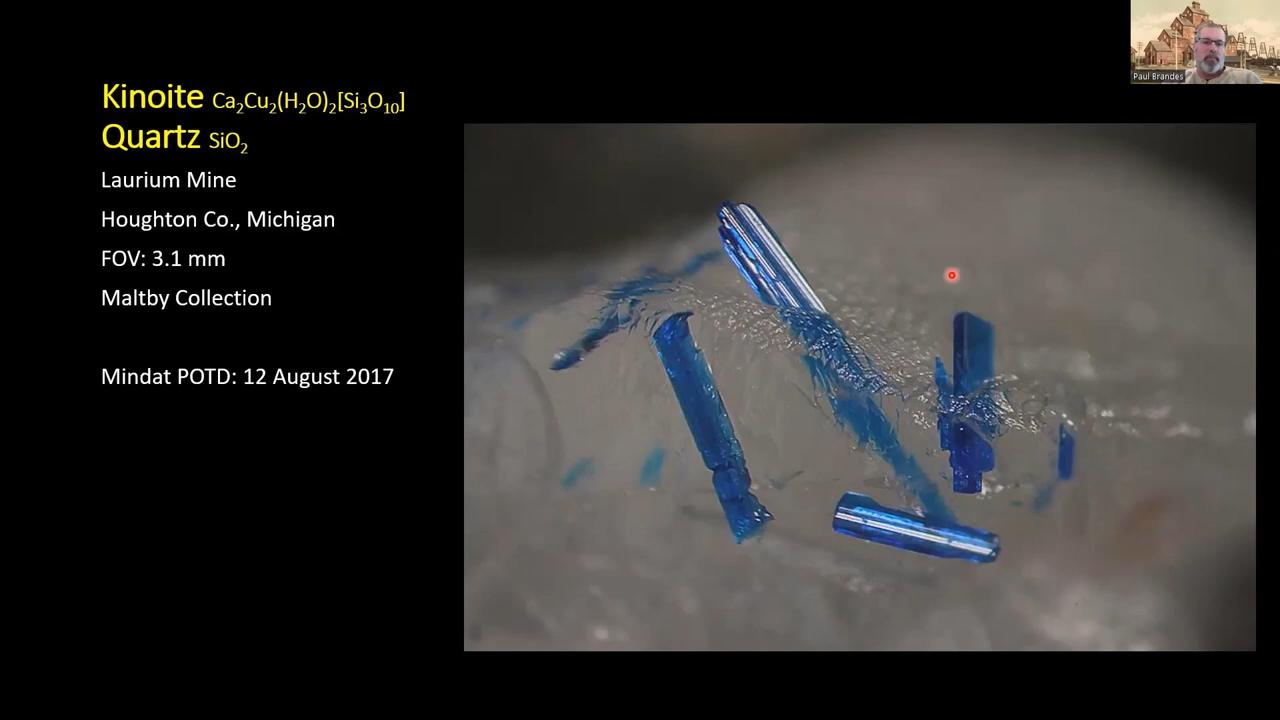 Kinoite Ca₂Cu₂(H₂O)₂[Si₃O₁₀]
Quartz SiO₂
Laurium Mine
Houghton Co., Michigan
FOV: 3.1 mm
Maltby Collection
Mindat POTD: 12 August 2017
Paul Brandes